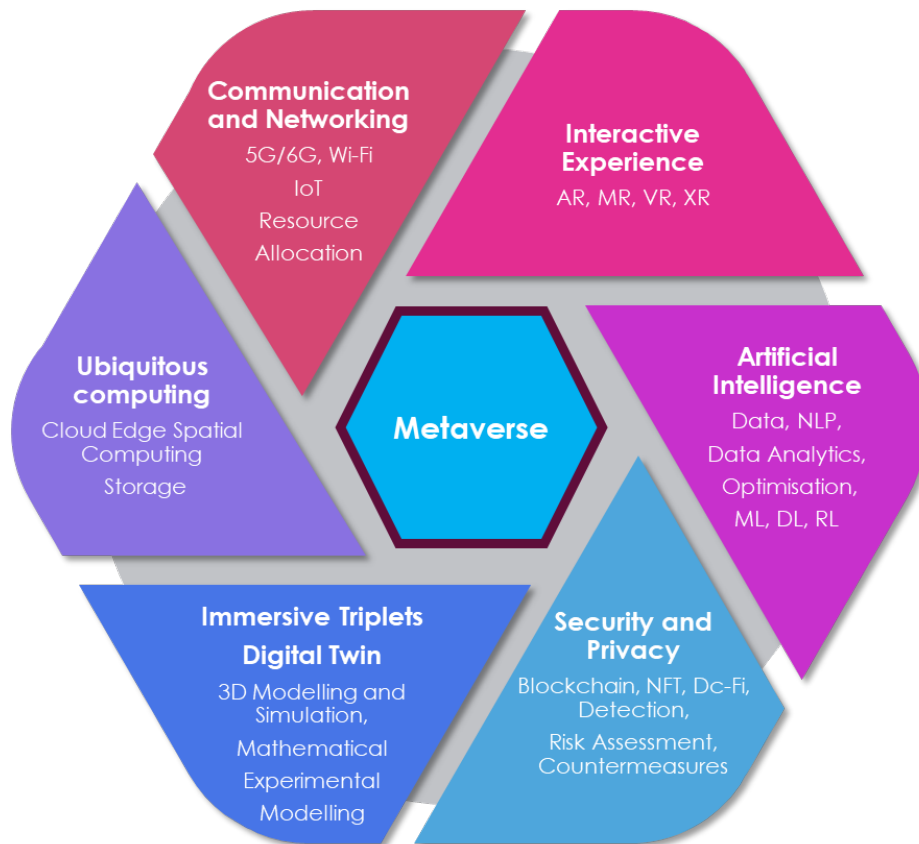 Communication
and Networking
5G/6G, Wi-Fi
IoT
Resource
Allocation
Interactive
Experience
AR, MR, VR, XR
Ubiquitous
computing
Cloud Edge Spatial
Computing
Storage
Metaverse
Artificial
Intelligence
Data, NLP,
Data Analytics,
Optimisation,
ML, DL, RL
Immersive Triplets
Digital Twin
3D Modelling and
Simulation,
Mathematical
Experimental
Modelling
Security and
Privacy
Blockchain, NFT, Dc-Fi,
Detection,
Risk Assessment,
Countermeasures